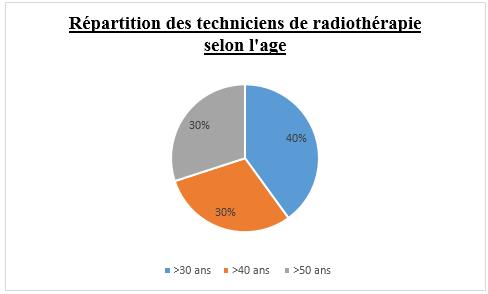 Répartition des techniciens de radiothérapie
selon l'age
40%
30%
30%
>30 ans >40 ans >50 ans